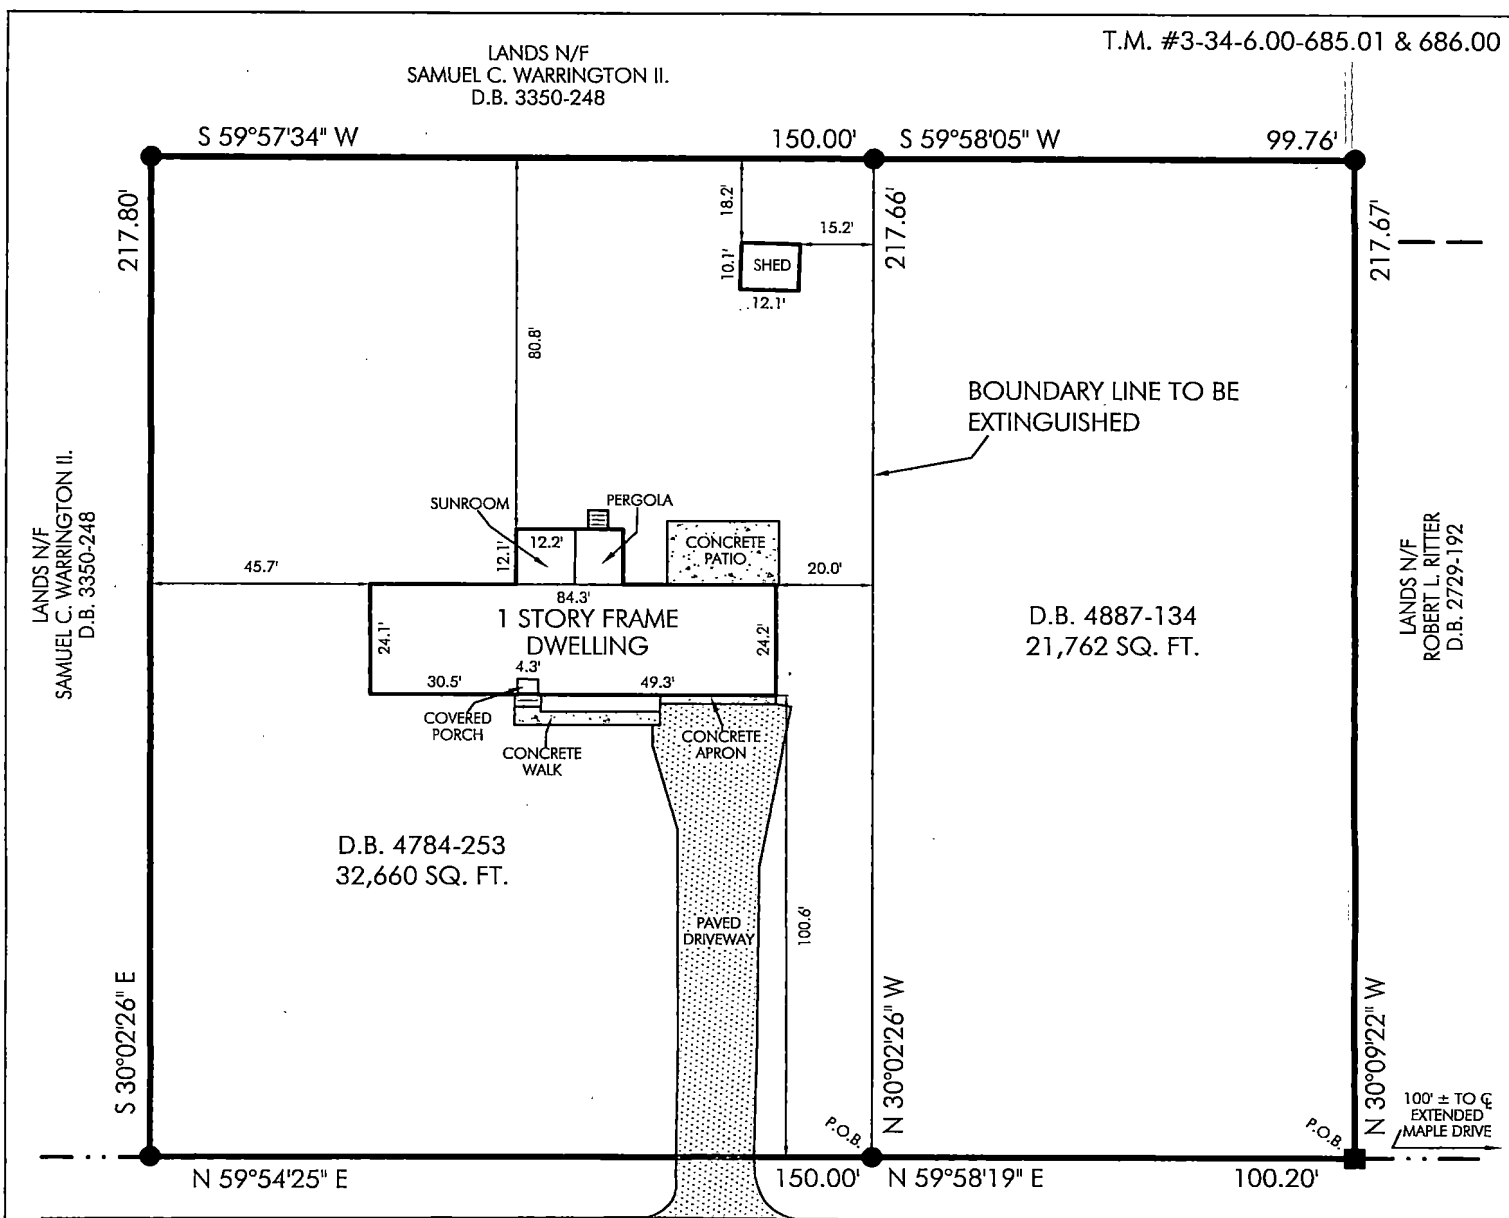 T.M. #3-34-6.00-685.01 & 686.00
LANDS N/F
SAMUEL C. WARRINGTON II.
D.B. 3350-248
S 59°57'34" W
150.00'
S 59°58'05" W
99.76'
217.80'
18.2'
15.2'
217.66'
217.67'
10.1'
SHED
12.1'
80.8'
BOUNDARY LINE TO BE
EXTINGUISHED
LANDS N/F
SAMUEL C. WARRINGTON II.
D.B. 3350-248
SUNROOM
PERGOLA
12.1'
12.2'
CONCRETE
PATIO
45.7'
20.0'
84.3'
1 STORY FRAME
DWELLING
24.1'
24.2'
4.3'
30.5'
49.3'
COVERED
PORCH
CONCRETE
WALK
CONCRETE
APRON
D.B. 4887-134
21,762 SQ. FT.
LANDS N/F
ROBERT L. RITTER
D.B. 2729-192
D.B. 4784-253
32,660 SQ. FT.
PAVED
DRIVEWAY
100.6'
S 30°02'26" E
N 30°02'26" W
N 30°09'22" W
P.O.B.
P.O.B.
100' ± TO ℄
EXTENDED
MAPLE DRIVE
N 59°54'25" E
150.00'
N 59°58'19" E
100.20'